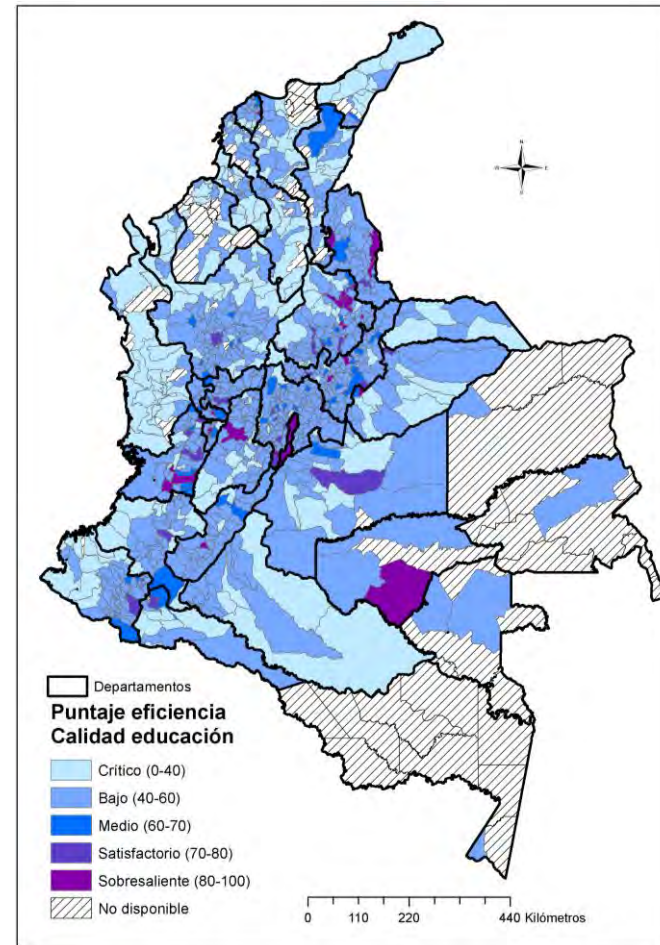 N
W E
S
Departamentos
Puntaje eficiencia
Calidad educación
Crítico (0-40)
Bajo (40-60)
Medio (60-70)
Satisfactorio (70-80)
Sobresaliente (80-100)
No disponible
0 110 220 440 Kilómetros